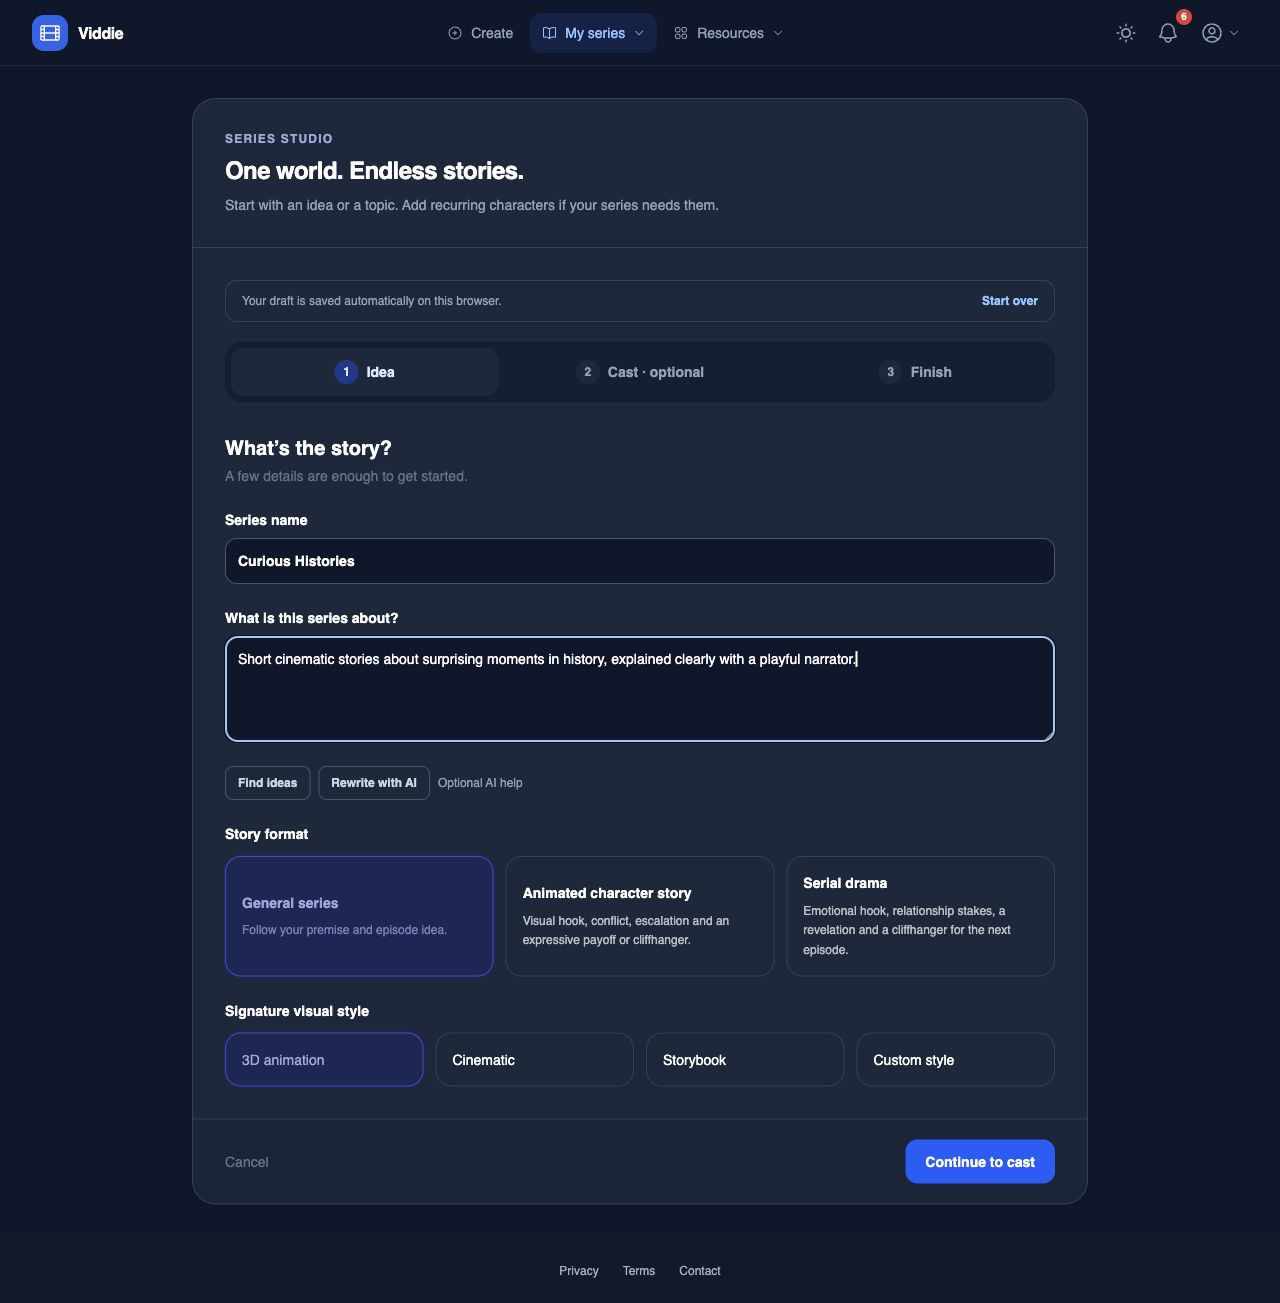 Viddie
Create
My series
Resources
6
SERIES STUDIO
One world. Endless stories.
Start with an idea or a topic. Add recurring characters if your series needs them.
Your draft is saved automatically on this browser.
Start over
1 Idea
2 Cast · optional
3 Finish
What’s the story?
A few details are enough to get started.
Series name
Curious Histories
What is this series about?
Short cinematic stories about surprising moments in history, explained clearly with a playful narrator.
Find ideas
Rewrite with AI
Optional AI help
Story format
General series
Follow your premise and episode idea.
Animated character story
Visual hook, conflict, escalation and an
expressive payoff or cliffhanger.
Serial drama
Emotional hook, relationship stakes, a
revelation and a cliffhanger for the next
episode.
Signature visual style
3D animation
Cinematic
Storybook
Custom style
Cancel
Continue to cast
Privacy
Terms
Contact